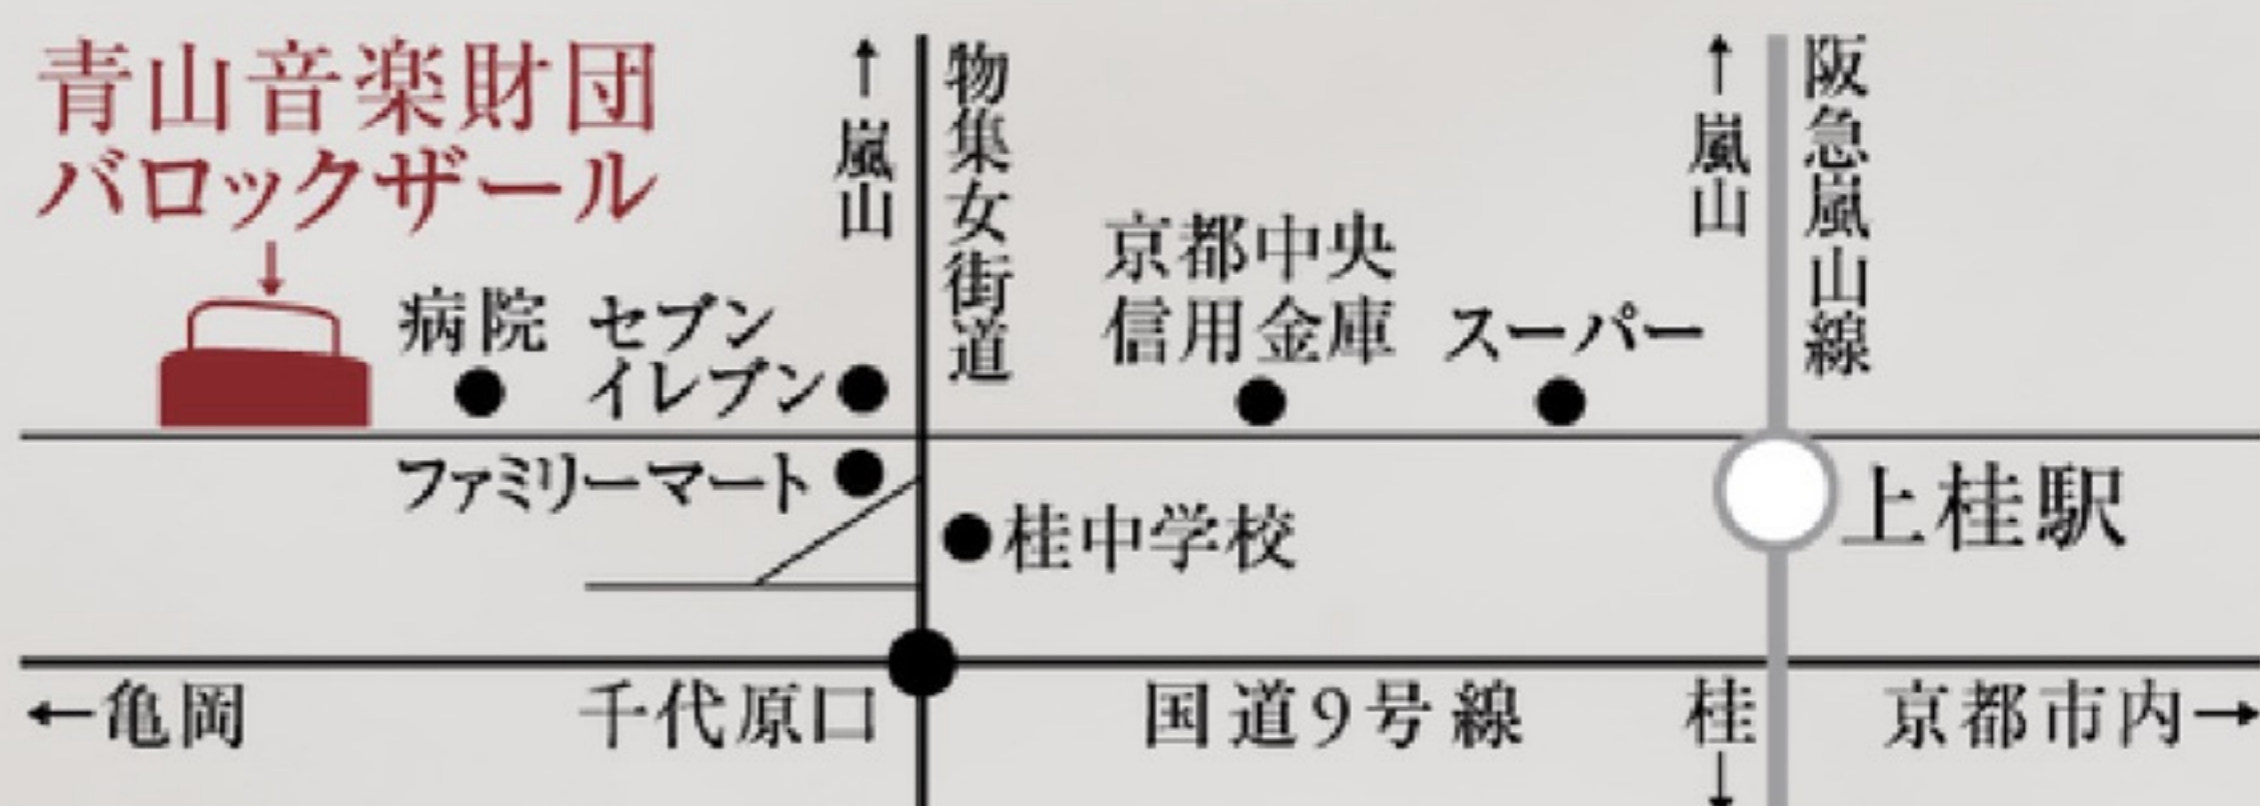 青山音楽財団
バロックザール
↓
↑嵐山
物集女街道
↑嵐山
阪急嵐山線
病院
セブン
イレブン
京都中央
信用金庫
スーパー
ファミリーマート
桂中学校
上桂駅
←亀岡
千代原口
国道9号線
桂↓
京都市内→